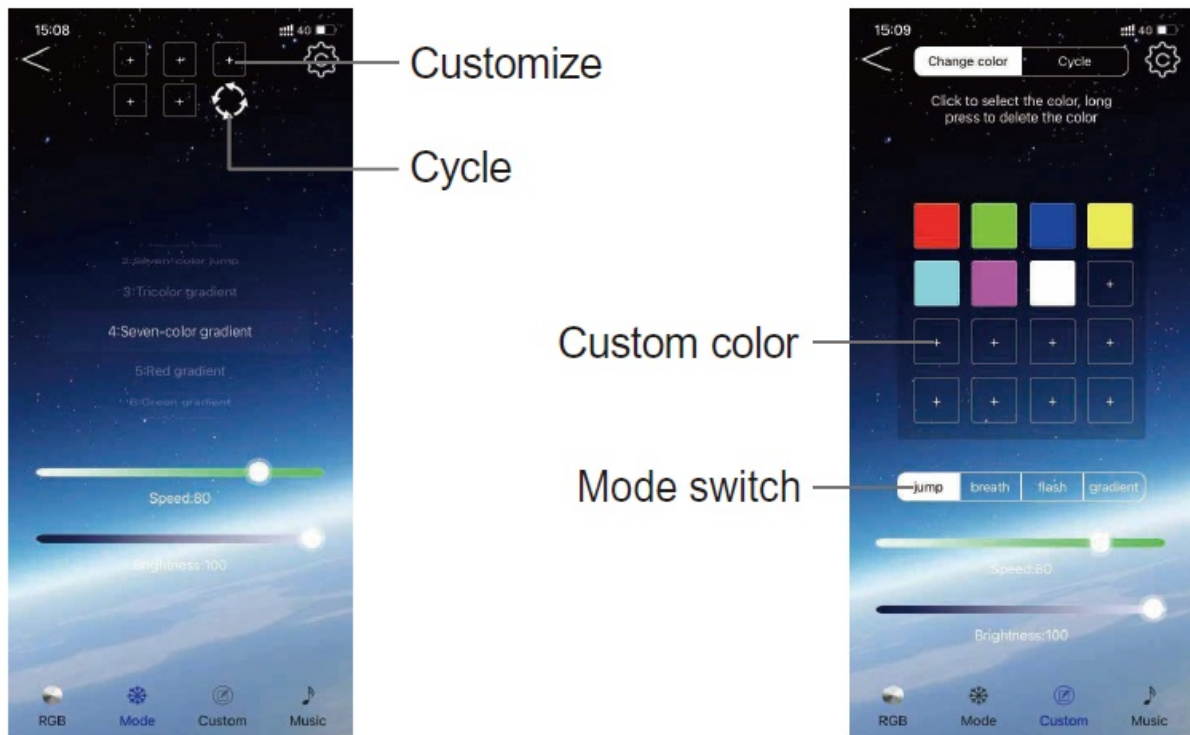 15:08
40
Customize
Cycle
2:Seven-color jump
3:Tricolor gradient
4:Seven-color gradient
5:Red gradient
6:Green gradient
Speed:80
Brightness:100
RGB Mode Custom Music
15:09
40
Change color Cycle
Click to select the color, long
press to delete the color
Custom color
Mode switch
jump breath flash gradient
Speed:80
Brightness:100
RGB Mode Custom Music